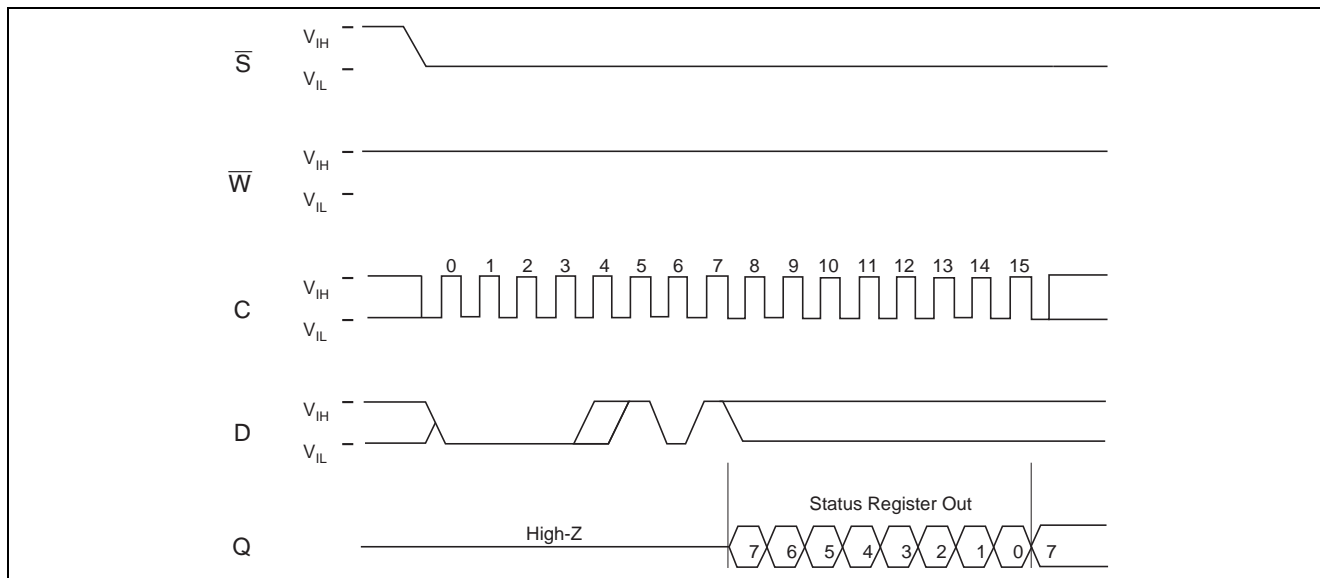 S̅
V_IH
V_IL
W̅
V_IH
V_IL
C
V_IH
V_IL
0 1 2 3 4 5 6 7 8 9 10 11 12 13 14 15
D
V_IH
V_IL
Q
High-Z
Status Register Out
7 6 5 4 3 2 1 0 7